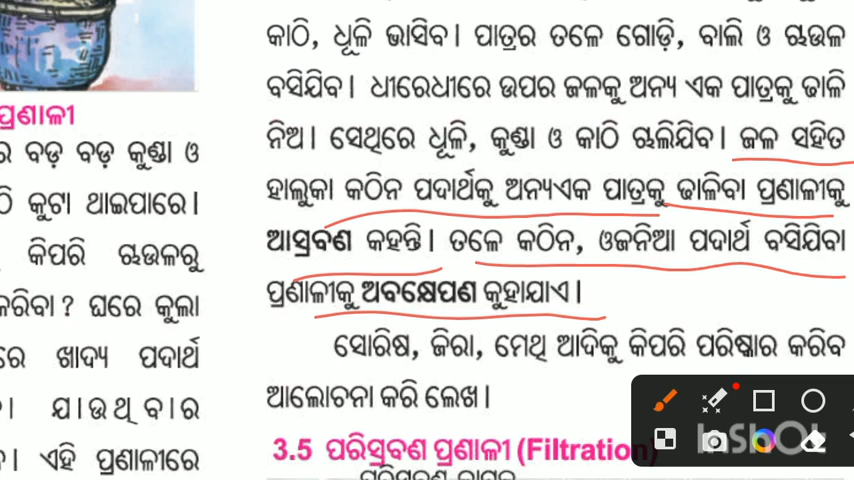 ପ୍ରଣାଳୀ
ର ବଡ଼ ବଡ଼ କୁଣ୍ଡା ଓ
ଠି କୁଟା ଥାଇପାରେ।
କିପରି ଚାଉଳରୁ
କରିବା? ଘରେ କୁଲା
ରେ ଖାଦ୍ୟ ପଦାର୍ଥ
। ଯାଉଥିବାର
। ଏହି ପ୍ରଣାଳୀରେ
କାଠି, ଧୂଳି ଭାସିବ। ପାତ୍ରର ତଳେ ଗୋଡ଼ି, ବାଲି ଓ ଚାଉଳ
ବସିଯିବ। ଧୀରେଧୀରେ ଉପର ଜଳକୁ ଅନ୍ୟ ଏକ ପାତ୍ରକୁ ଢାଳି
ନିଅ। ସେଥିରେ ଧୂଳି, କୁଣ୍ଡା ଓ କାଠି ଚାଲିଯିବ। ଜଳ ସହିତ
ହାଲୁକା କଠିନ ପଦାର୍ଥକୁ ଅନ୍ୟଏକ ପାତ୍ରକୁ ଢାଳିବା ପ୍ରଣାଳୀକୁ
ଆସ୍ରବଣ କହନ୍ତି। ତଳେ କଠିନ, ଓଜନିଆ ପଦାର୍ଥ ବସିଯିବା
ପ୍ରଣାଳୀକୁ ଅବକ୍ଷେପଣ କୁହାଯାଏ।
ସୋରିଷ, ଜିରା, ମେଥି ଆଦିକୁ କିପରି ପରିଷ୍କାର କରିବ
ଆଲୋଚନା କରି ଲେଖ।
3.5 ପରିସ୍ରବଣ ପ୍ରଣାଳୀ (Filtration)
InShOt